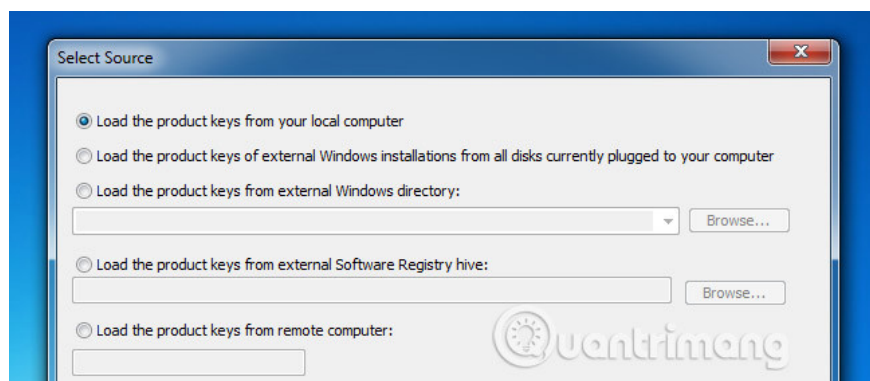 Select Source
Load the product keys from your local computer
Load the product keys of external Windows installations from all disks currently plugged to your computer
Load the product keys from external Windows directory:
Browse...
Load the product keys from external Software Registry hive:
Browse...
Load the product keys from remote computer:
Quantrimang